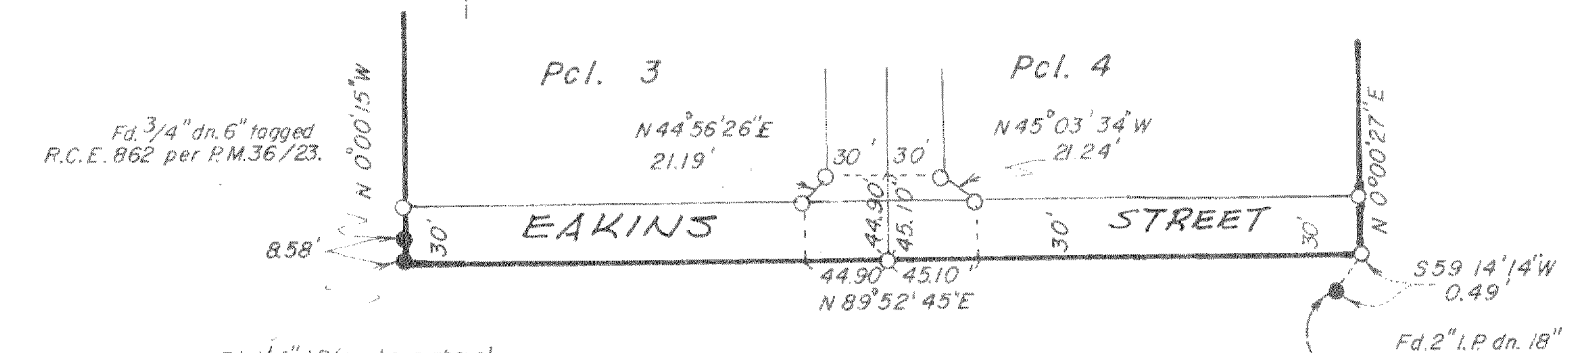 Pcl. 3
Pcl. 4
N 0°00'15"W
Fd. 3/4" dn. 6" tagged
R.C.E. 862 per P.M. 36/23.
N 44°56'26"E
21.19'
N 45°03'34"W
21.24'
30' 30'
N 0°00'27"E
44.90'
45.10'
EAKINS STREET
30'
30'
30'
8.58'
44.90' 45.10'
N 89°52'45"E
S 59 14'14"W
0.49'
Fd. 2" I.P. dn. 18"